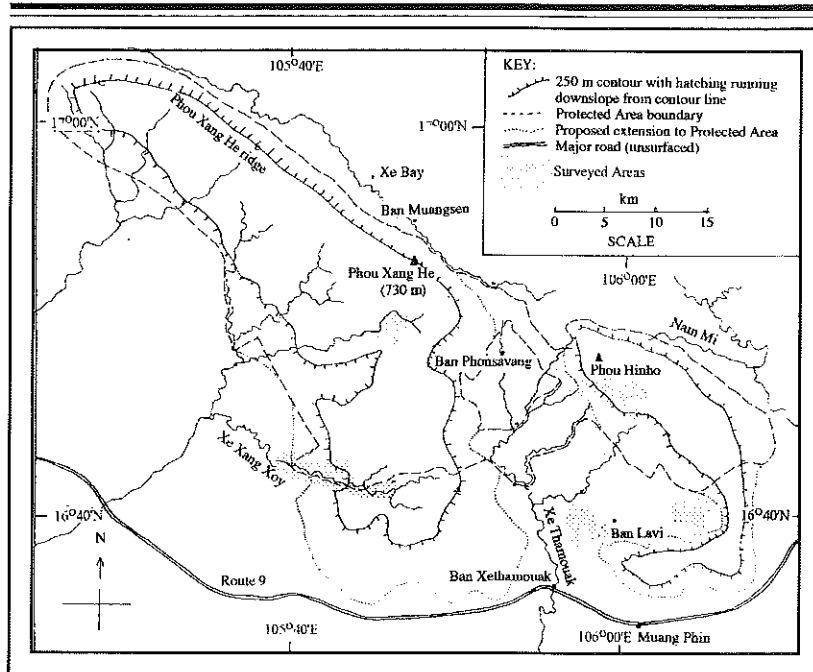 105°40'E
KEY:
250 m contour with hatching running
downslope from contour line
Protected Area boundary
Proposed extension to Protected Area
Major road (unsurfaced)
Surveyed Areas
km
0 5 10 15
SCALE
17°00'N
17°00'N
Phou Xang He ridge
Xe Bay
Ban Muangsen
Phou Xang He
(730 m)
106°00'E
Nam Mi
Ban Phonsavang
Phou Hinho
Xe Xang Xoy
16°40'N
16°40'N
Xe Thamouak
Ban Lavi
N
Route 9
Ban Xethamouak
105°40'E
106°00'E
Muang Phin